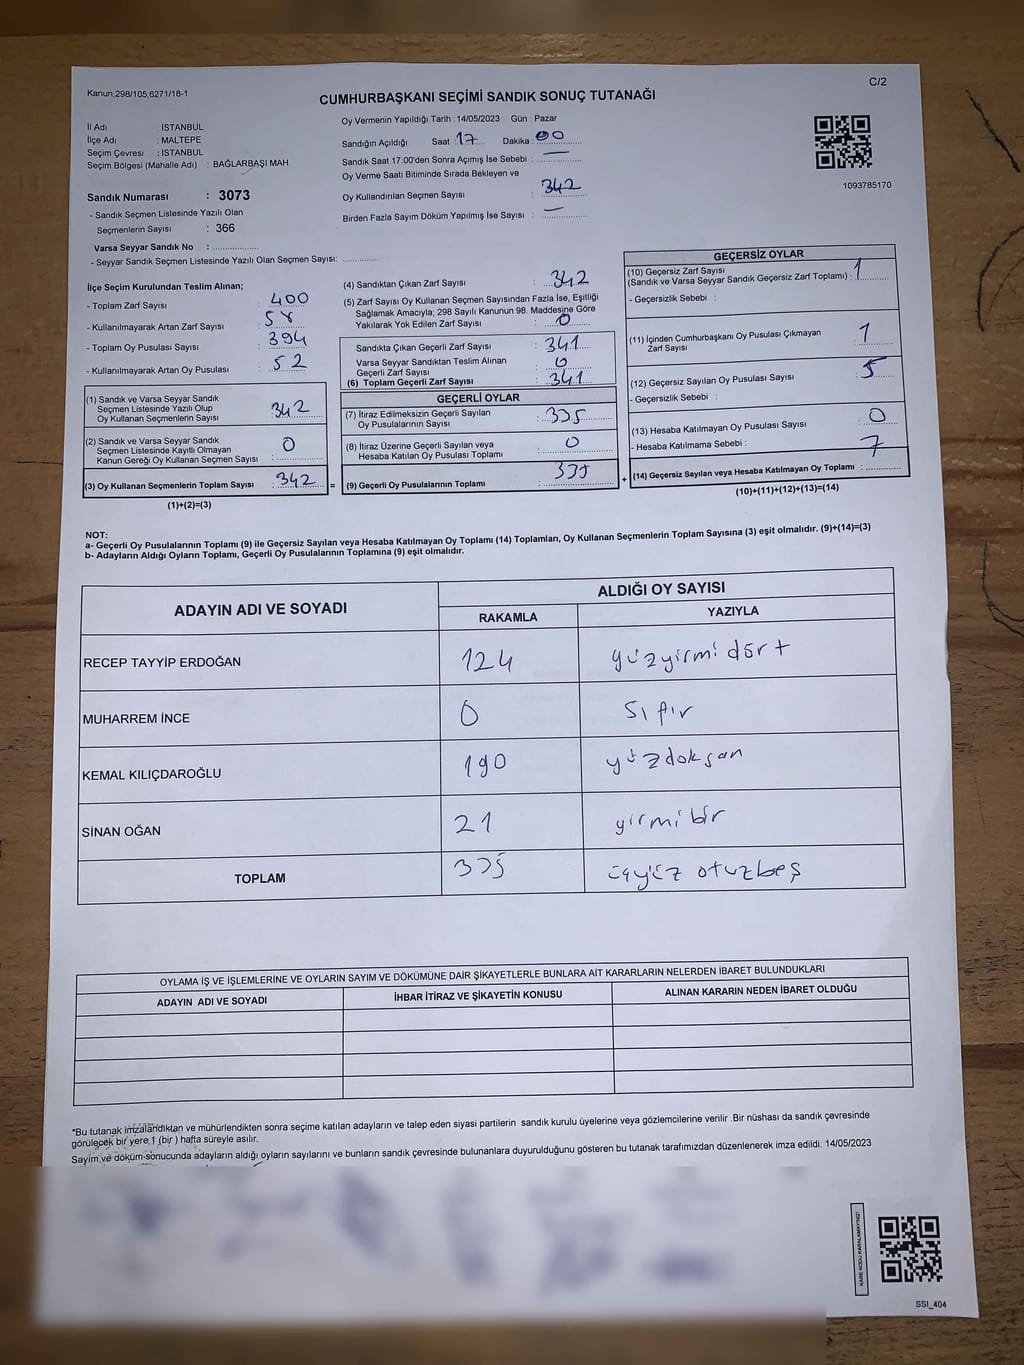 Kanun;298/105,6271/18-1
C/2
CUMHURBAŞKANI SEÇİMİ SANDIK SONUÇ TUTANAĞI
İl Adı : İSTANBUL
İlçe Adı : MALTEPE
Seçim Çevresi : İSTANBUL
Seçim Bölgesi (Mahalle Adı) : BAĞLARBAŞI MAH.
Sandık Numarası : 3073
- Sandık Seçmen Listesinde Yazılı Olan
Seçmenlerin Sayısı : 366
Varsa Seyyar Sandık No : ...............
- Seyyar Sandık Seçmen Listesinde Yazılı Olan Seçmen Sayısı: ............
Oy Vermenin Yapıldığı Tarih :14/05/2023 Gün : Pazar
Sandığın Açıldığı Saat :17 Dakika : 00
Sandık Saat 17:00'den Sonra Açımış İse Sebebi : —
Oy Verme Saati Bitiminde Sırada Bekleyen ve
Oy Kullandırılan Seçmen Sayısı : 342
Birden Fazla Sayım Döküm Yapılmış İse Sayısı : —
1093785170
İlçe Seçim Kurulundan Teslim Alınan;
- Toplam Zarf Sayısı : 400
- Kullanılmayarak Artan Zarf Sayısı : 58
- Toplam Oy Pusulası Sayısı : 394
- Kullanılmayarak Artan Oy Pusulası : 52
(1) Sandık ve Varsa Seyyar Sandık
Seçmen Listesinde Yazılı Olup
Oy Kullanan Seçmenlerin Sayısı : 342
(2) Sandık ve Varsa Seyyar Sandık
Seçmen Listesinde Kayıtlı Olmayan
Kanun Gereği Oy Kullanan Seçmen Sayısı : 0
(3) Oy Kullanan Seçmenlerin Toplam Sayısı : 342
(1)+(2)=(3)
=
(4) Sandıktan Çıkan Zarf Sayısı : 342
(5) Zarf Sayısı Oy Kullanan Seçmen Sayısından Fazla İse, Eşitliği
Sağlamak Amacıyla; 298 Sayılı Kanunun 98. Maddesine Göre
Yakılarak Yok Edilen Zarf Sayısı : 0
Sandıkta Çıkan Geçerli Zarf Sayısı : 341
Varsa Seyyar Sandıktan Teslim Alınan
Geçerli Zarf Sayısı : 0
(6) Toplam Geçerli Zarf Sayısı : 341
GEÇERLİ OYLAR
(7) İtiraz Edilmeksizin Geçerli Sayılan
Oy Pusulalarının Sayısı : 335
(8) İtiraz Üzerine Geçerli Sayılan veya
Hesaba Katılan Oy Pusulası Toplamı : 0
(9) Geçerli Oy Pusulalarının Toplamı : 335
+
GEÇERSİZ OYLAR
(10) Geçersiz Zarf Sayısı
(Sandık ve Varsa Seyyar Sandık Geçersiz Zarf Toplamı) : 1
- Geçersizlik Sebebi :
(11) İçinden Cumhurbaşkanı Oy Pusulası Çıkmayan
Zarf Sayısı : 1
(12) Geçersiz Sayılan Oy Pusulası Sayısı : 5
- Geçersizlik Sebebi :
(13) Hesaba Katılmayan Oy Pusulası Sayısı : 0
- Hesaba Katılmama Sebebi :
(14) Geçersiz Sayılan veya Hesaba Katılmayan Oy Toplamı : 7
(10)+(11)+(12)+(13)=(14)
NOT:
a- Geçerli Oy Pusulalarının Toplamı (9) ile Geçersiz Sayılan veya Hesaba Katılmayan Oy Toplamı (14) Toplamları, Oy Kullanan Seçmenlerin Toplam Sayısına (3) eşit olmalıdır. (9)+(14)=(3)
b- Adayların Aldığı Oyların Toplamı, Geçerli Oy Pusulalarının Toplamına (9) eşit olmalıdır.
ADAYIN ADI VE SOYADI
ALDIĞI OY SAYISI
RAKAMLA YAZIYLA
RECEP TAYYİP ERDOĞAN 124 yüzyirmidört
MUHARREM İNCE 0 sıfır
KEMAL KILIÇDAROĞLU 190 yüzdoksan
SİNAN OĞAN 21 yirmibir
TOPLAM 335 üçyüz otuzbeş
OYLAMA İŞ VE İŞLEMLERİNE VE OYLARIN SAYIM VE DÖKÜMÜNE DAİR ŞİKAYETLERLE BUNLARA AİT KARARLARIN NELERDEN İBARET BULUNDUKLARI
ADAYIN ADI VE SOYADI İHBAR İTİRAZ VE ŞİKAYETİN KONUSU ALINAN KARARIN NEDEN İBARET OLDUĞU
*Bu tutanak imzalandıktan ve mühürlendikten sonra seçime katılan adayların ve talep eden siyasi partilerin sandık kurulu üyelerine veya gözlemcilerine verilir .Bir nüshası da sandık çevresinde
görülecek bir yere 1 (bir ) hafta süreyle asılır.
Sayım ve döküm sonucunda adayların aldığı oyların sayılarını ve bunların sandık çevresinde bulunanlara duyurulduğunu gösteren bu tutanak tarafımızdan düzenlenerek imza edildi. 14/05/2023
KARE KODU KARALAMAYINIZ!
SSI_404